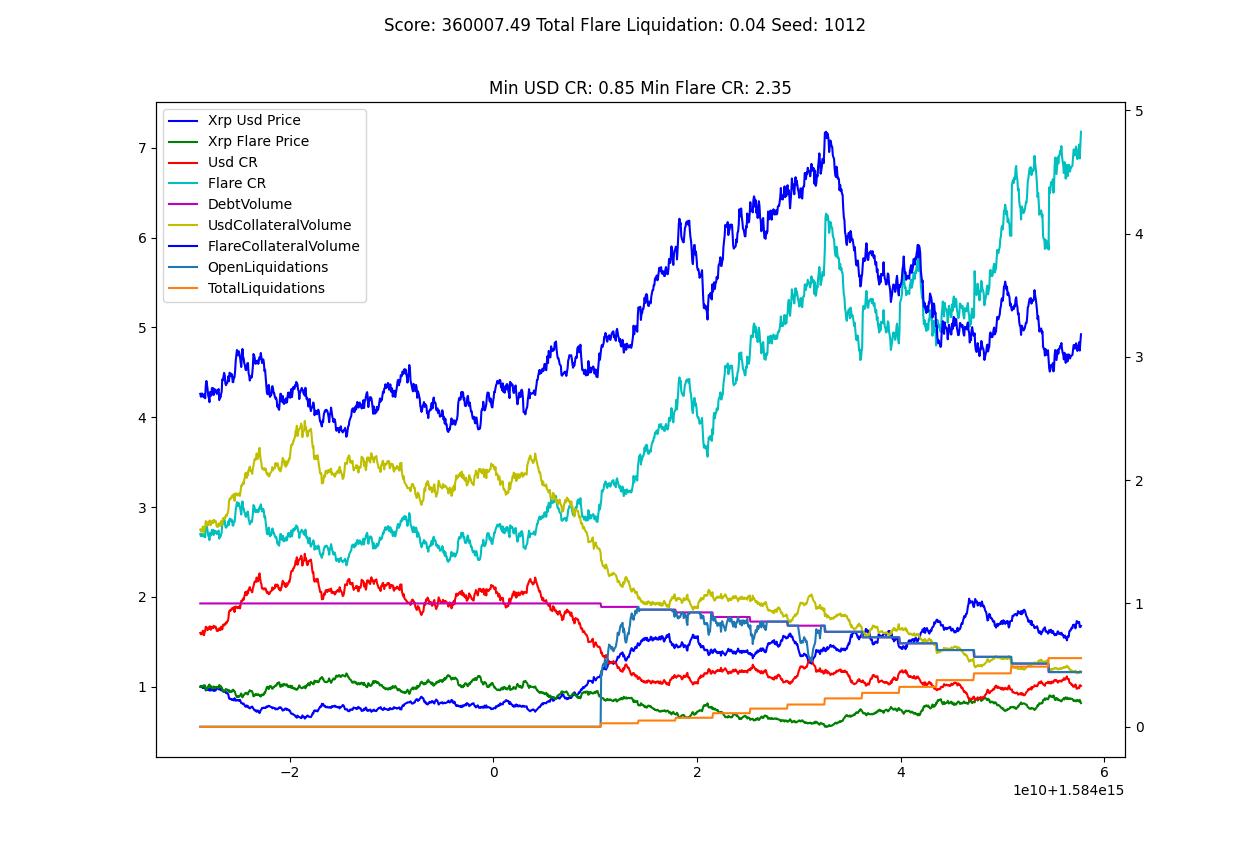 Score: 360007.49 Total Flare Liquidation: 0.04 Seed: 1012
Min USD CR: 0.85 Min Flare CR: 2.35
Xrp Usd Price
Xrp Flare Price
Usd CR
Flare CR
DebtVolume
UsdCollateralVolume
FlareCollateralVolume
OpenLiquidations
TotalLiquidations
7
6
5
4
3
2
1
5
4
3
2
1
0
−2
0
2
4
6
1e10+1.584e15